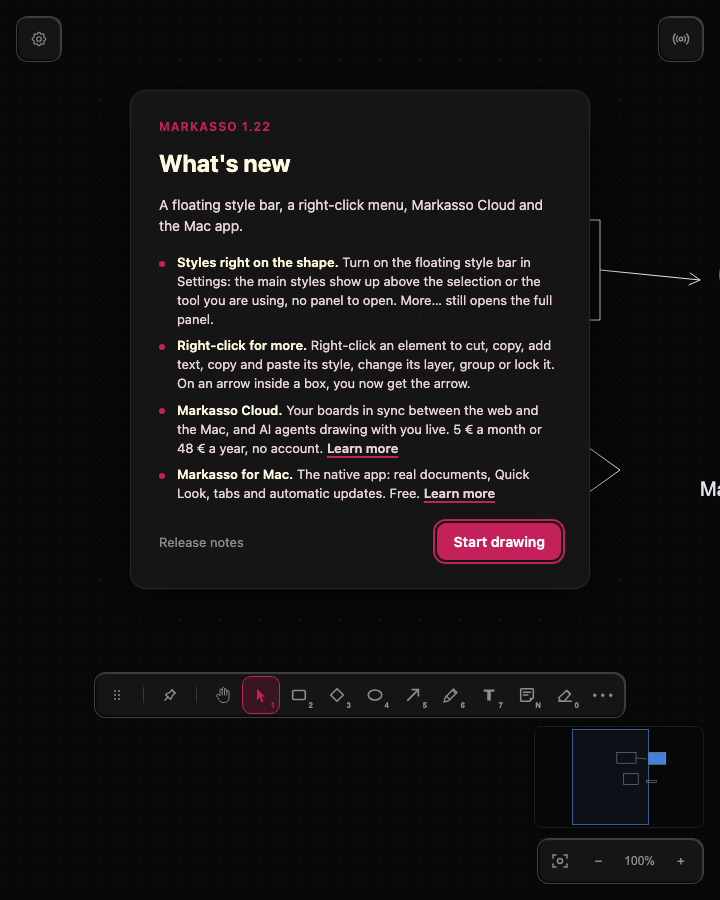 MARKASSO 1.22
What's new
A floating style bar, a right-click menu, Markasso Cloud and
the Mac app.
Styles right on the shape. Turn on the floating style bar in
Settings: the main styles show up above the selection or the
tool you are using, no panel to open. More... still opens the full
panel.
Right-click for more. Right-click an element to cut, copy, add
text, copy and paste its style, change its layer, group or lock it.
On an arrow inside a box, you now get the arrow.
Markasso Cloud. Your boards in sync between the web and
the Mac, and AI agents drawing with you live. 5 € a month or
48 € a year, no account. Learn more
Markasso for Mac. The native app: real documents, Quick
Look, tabs and automatic updates. Free. Learn more
Ma
Release notes
Start drawing
1 2 3 4 5 6 T 7 N 0
− 100% +